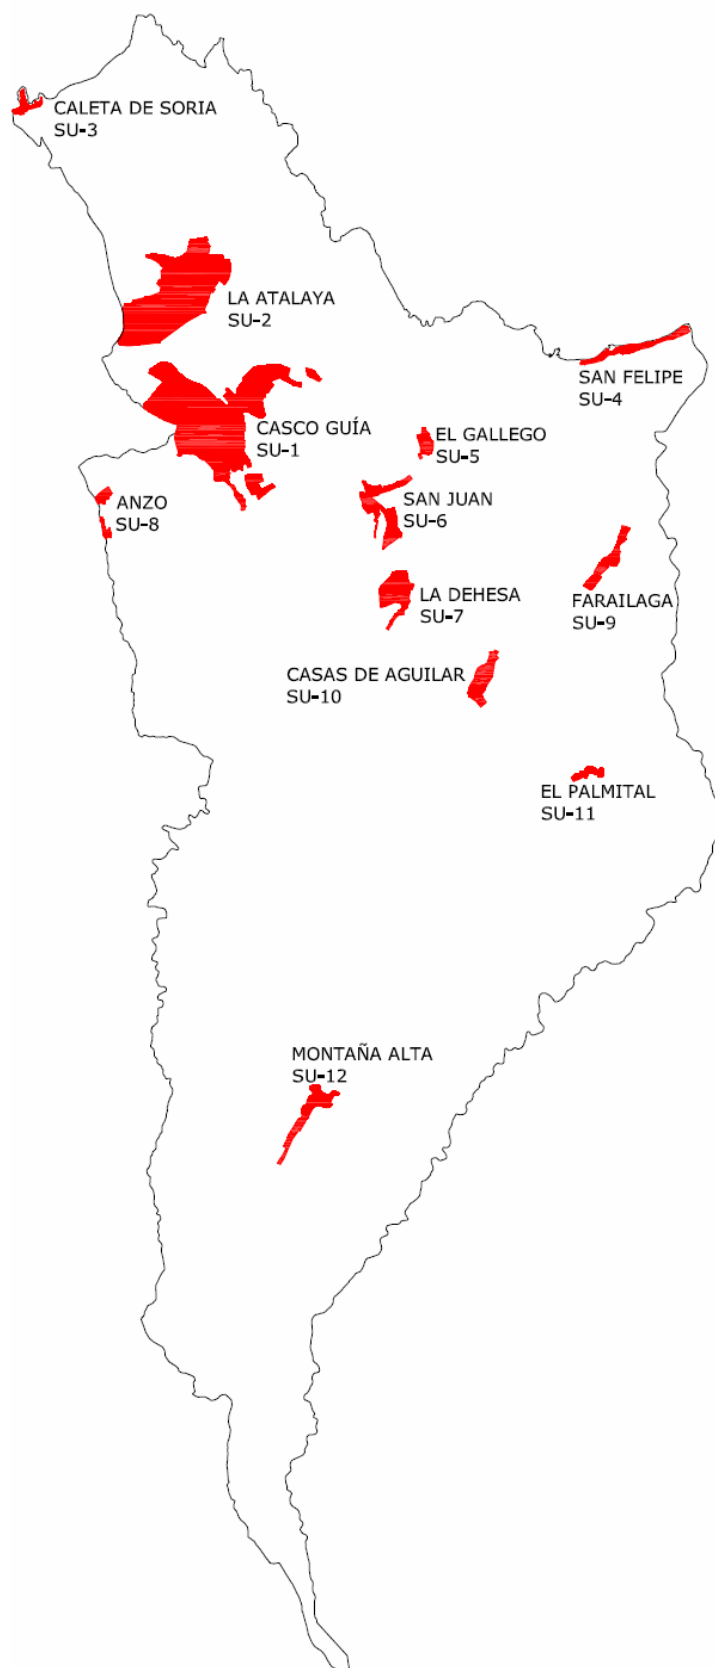 CALETA DE SORIA
SU-3
LA ATALAYA
SU-2
SAN FELIPE
SU-4
CASCO GUÍA
SU-1
EL GALLEGO
SU-5
ANZO
SU-8
SAN JUAN
SU-6
LA DEHESA
SU-7
FARAILAGA
SU-9
CASAS DE AGUILAR
SU-10
EL PALMITAL
SU-11
MONTAÑA ALTA
SU-12